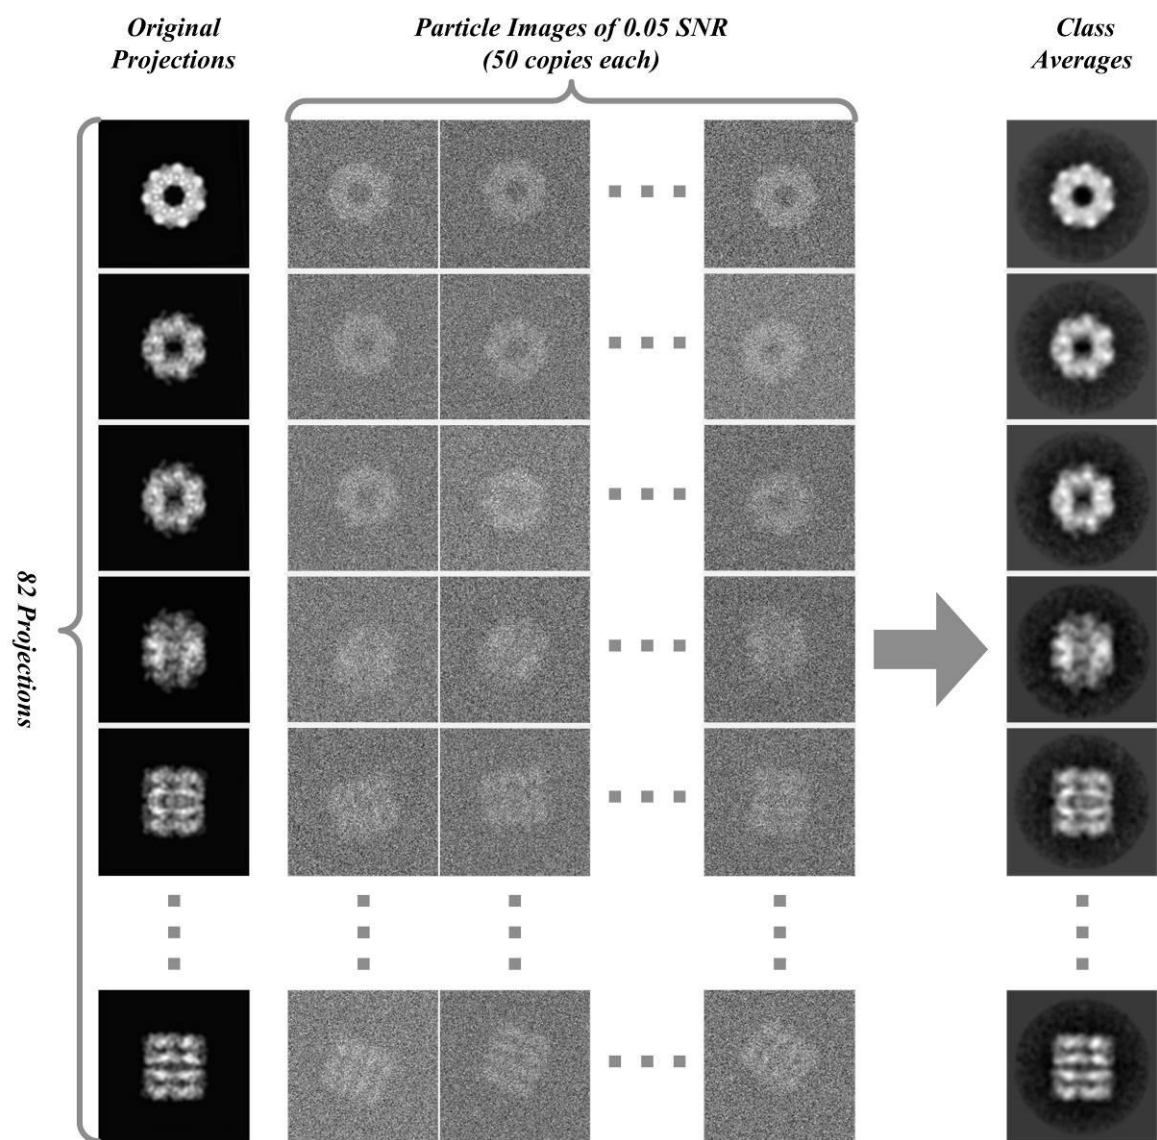 Original
Projections
Particle Images of 0.05 SNR
(50 copies each)
Class
Averages
82 Projections